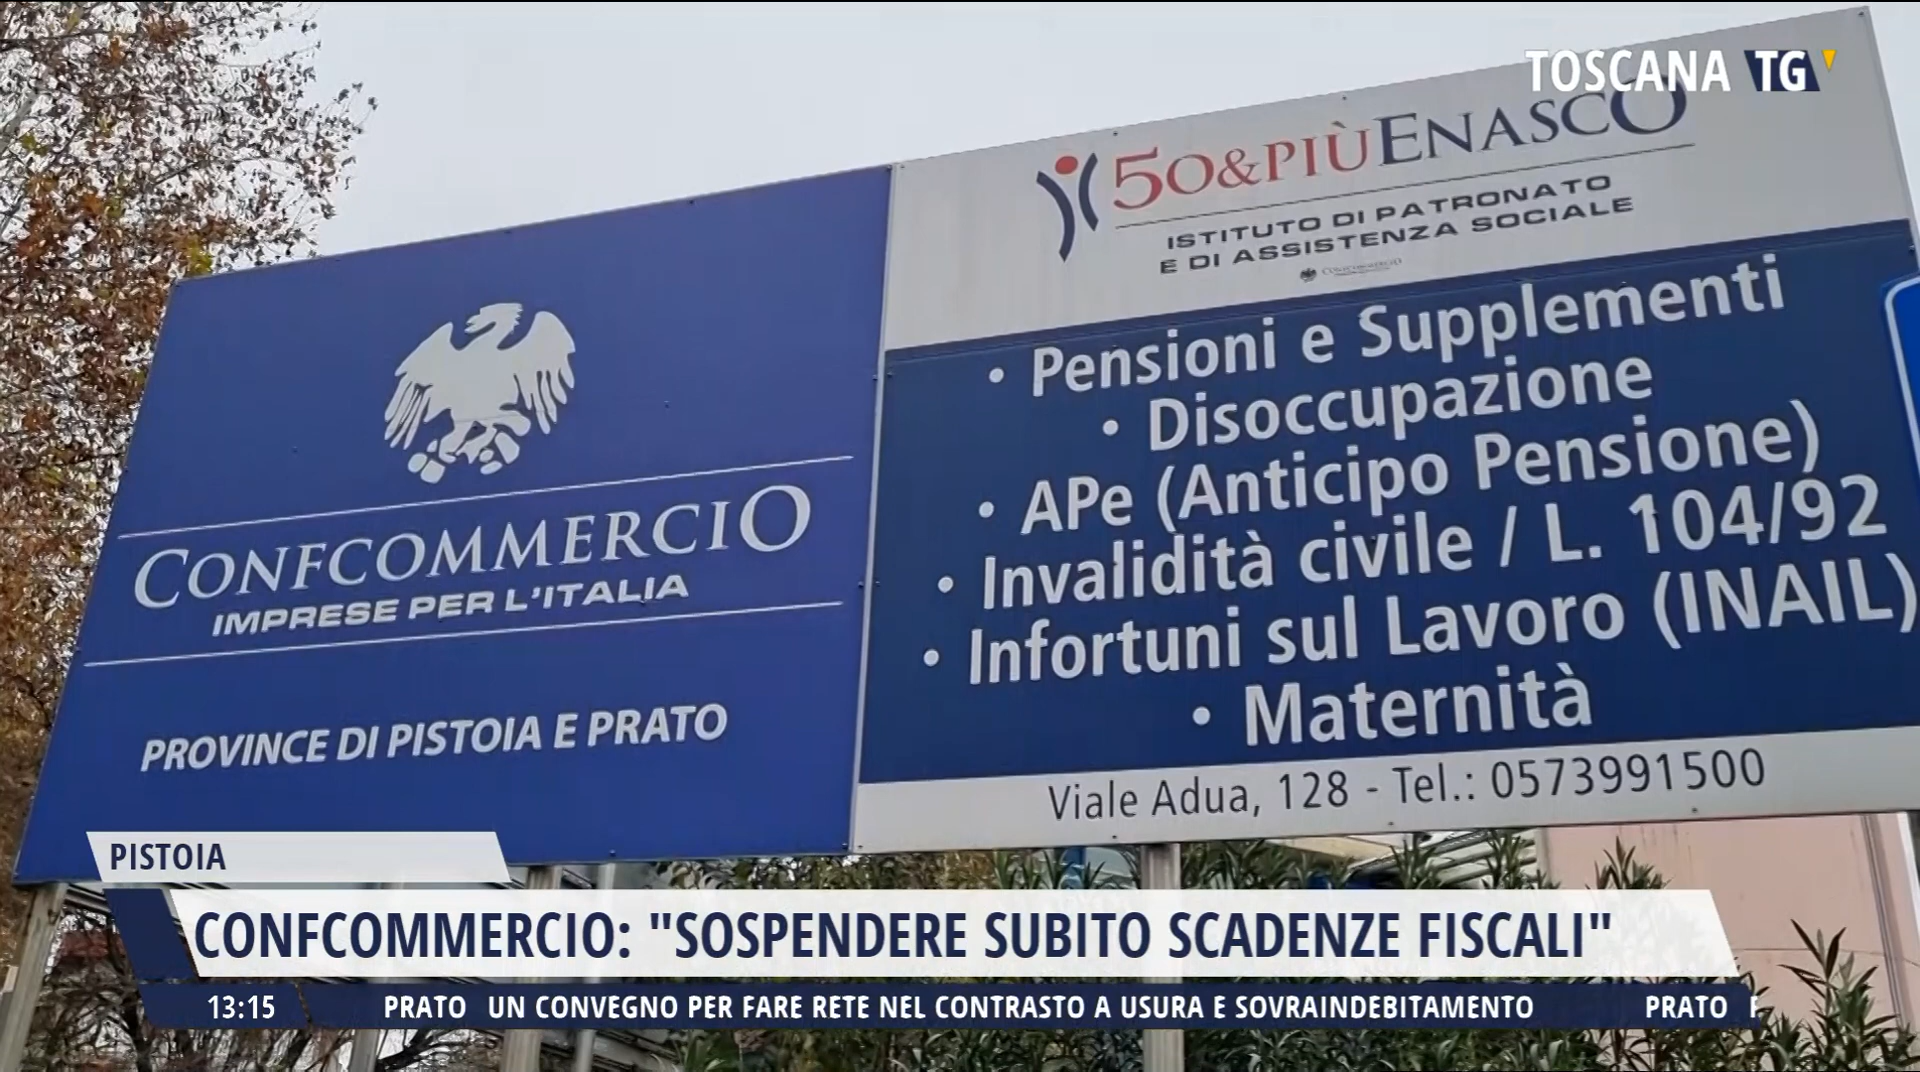 TOSCANA TG
50&PIÙENASCO
ISTITUTO DI PATRONATO
E DI ASSISTENZA SOCIALE
CONFCOMMERCIO
• Pensioni e Supplementi
• Disoccupazione
• APe (Anticipo Pensione)
• Invalidità civile / L. 104/92
• Infortuni sul Lavoro (INAIL)
• Maternità
Viale Adua, 128 - Tel.: 0573991500
CONFCOMMERCIO
IMPRESE PER L'ITALIA
PROVINCE DI PISTOIA E PRATO
PISTOIA
CONFCOMMERCIO: "SOSPENDERE SUBITO SCADENZE FISCALI"
13:15 PRATO UN CONVEGNO PER FARE RETE NEL CONTRASTO A USURA E SOVRAINDEBITAMENTO PRATO